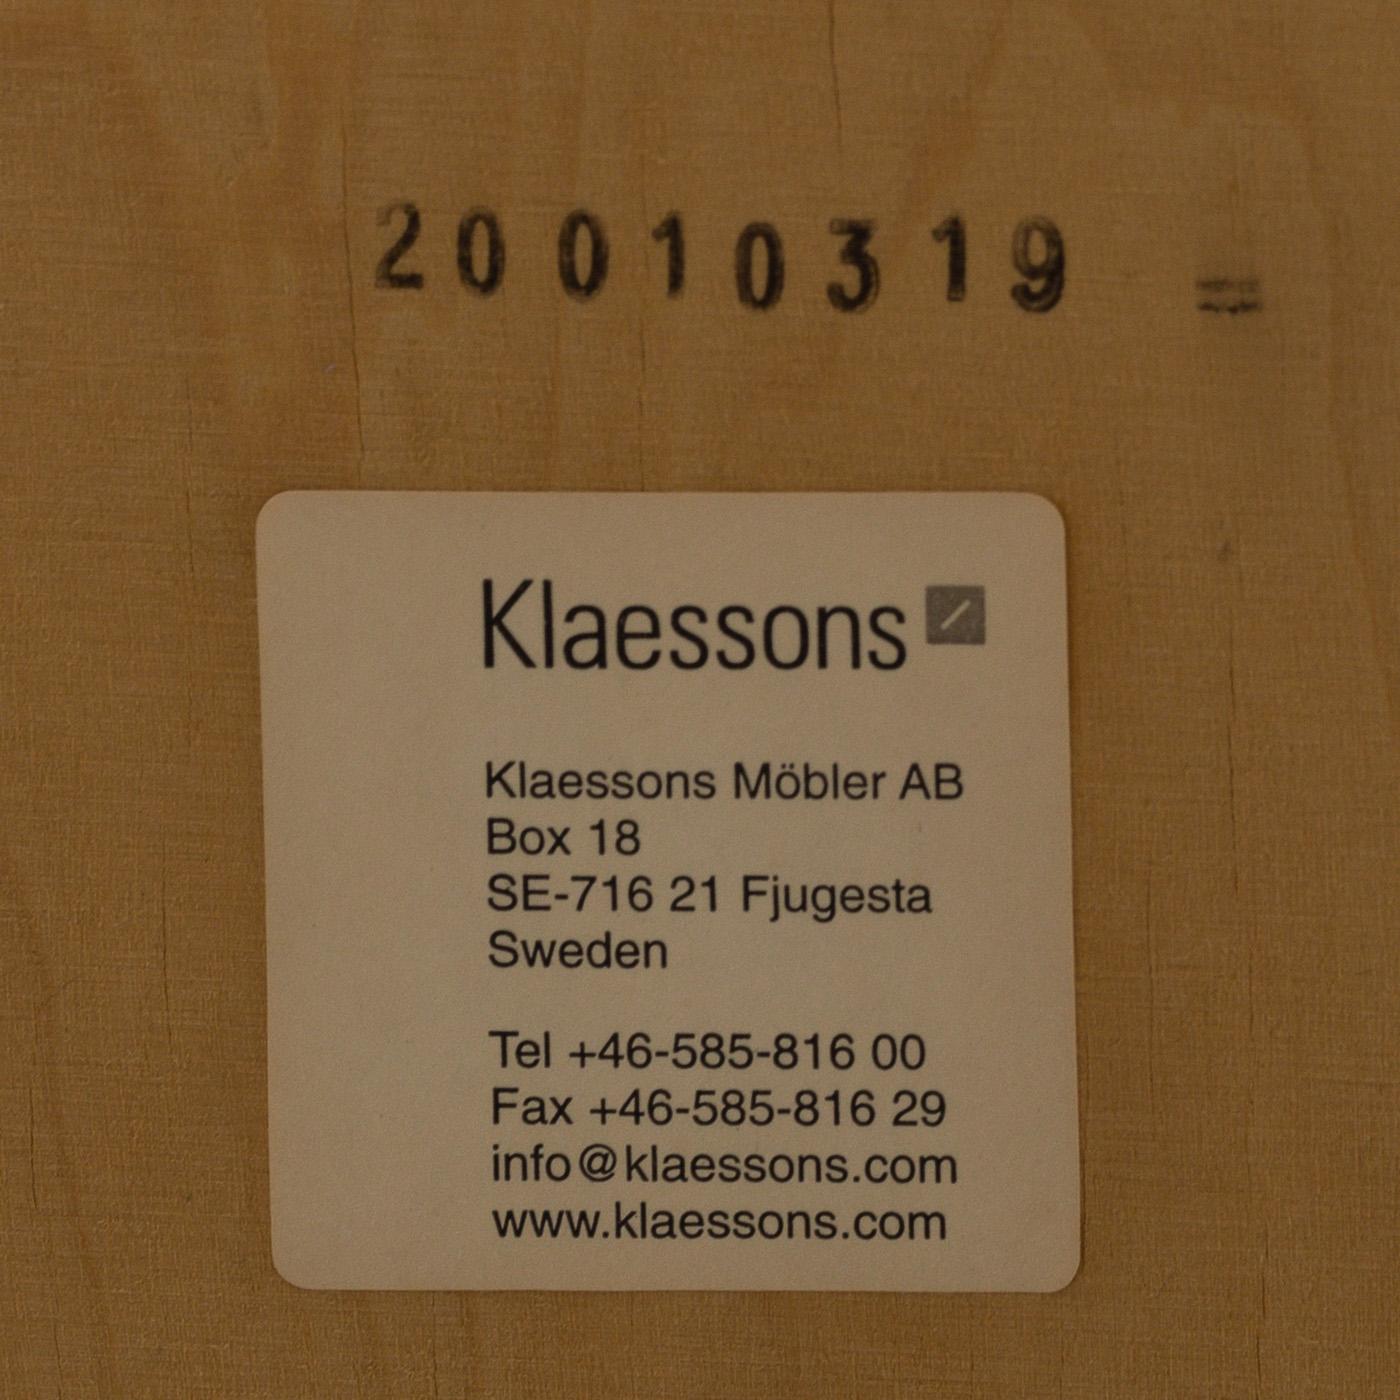 20010319 =
Klaessons
Klaessons Möbler AB
Box 18
SE-716 21 Fjugesta
Sweden
Tel +46-585-816 00
Fax +46-585-816 29
info@klaessons.com
www.klaessons.com